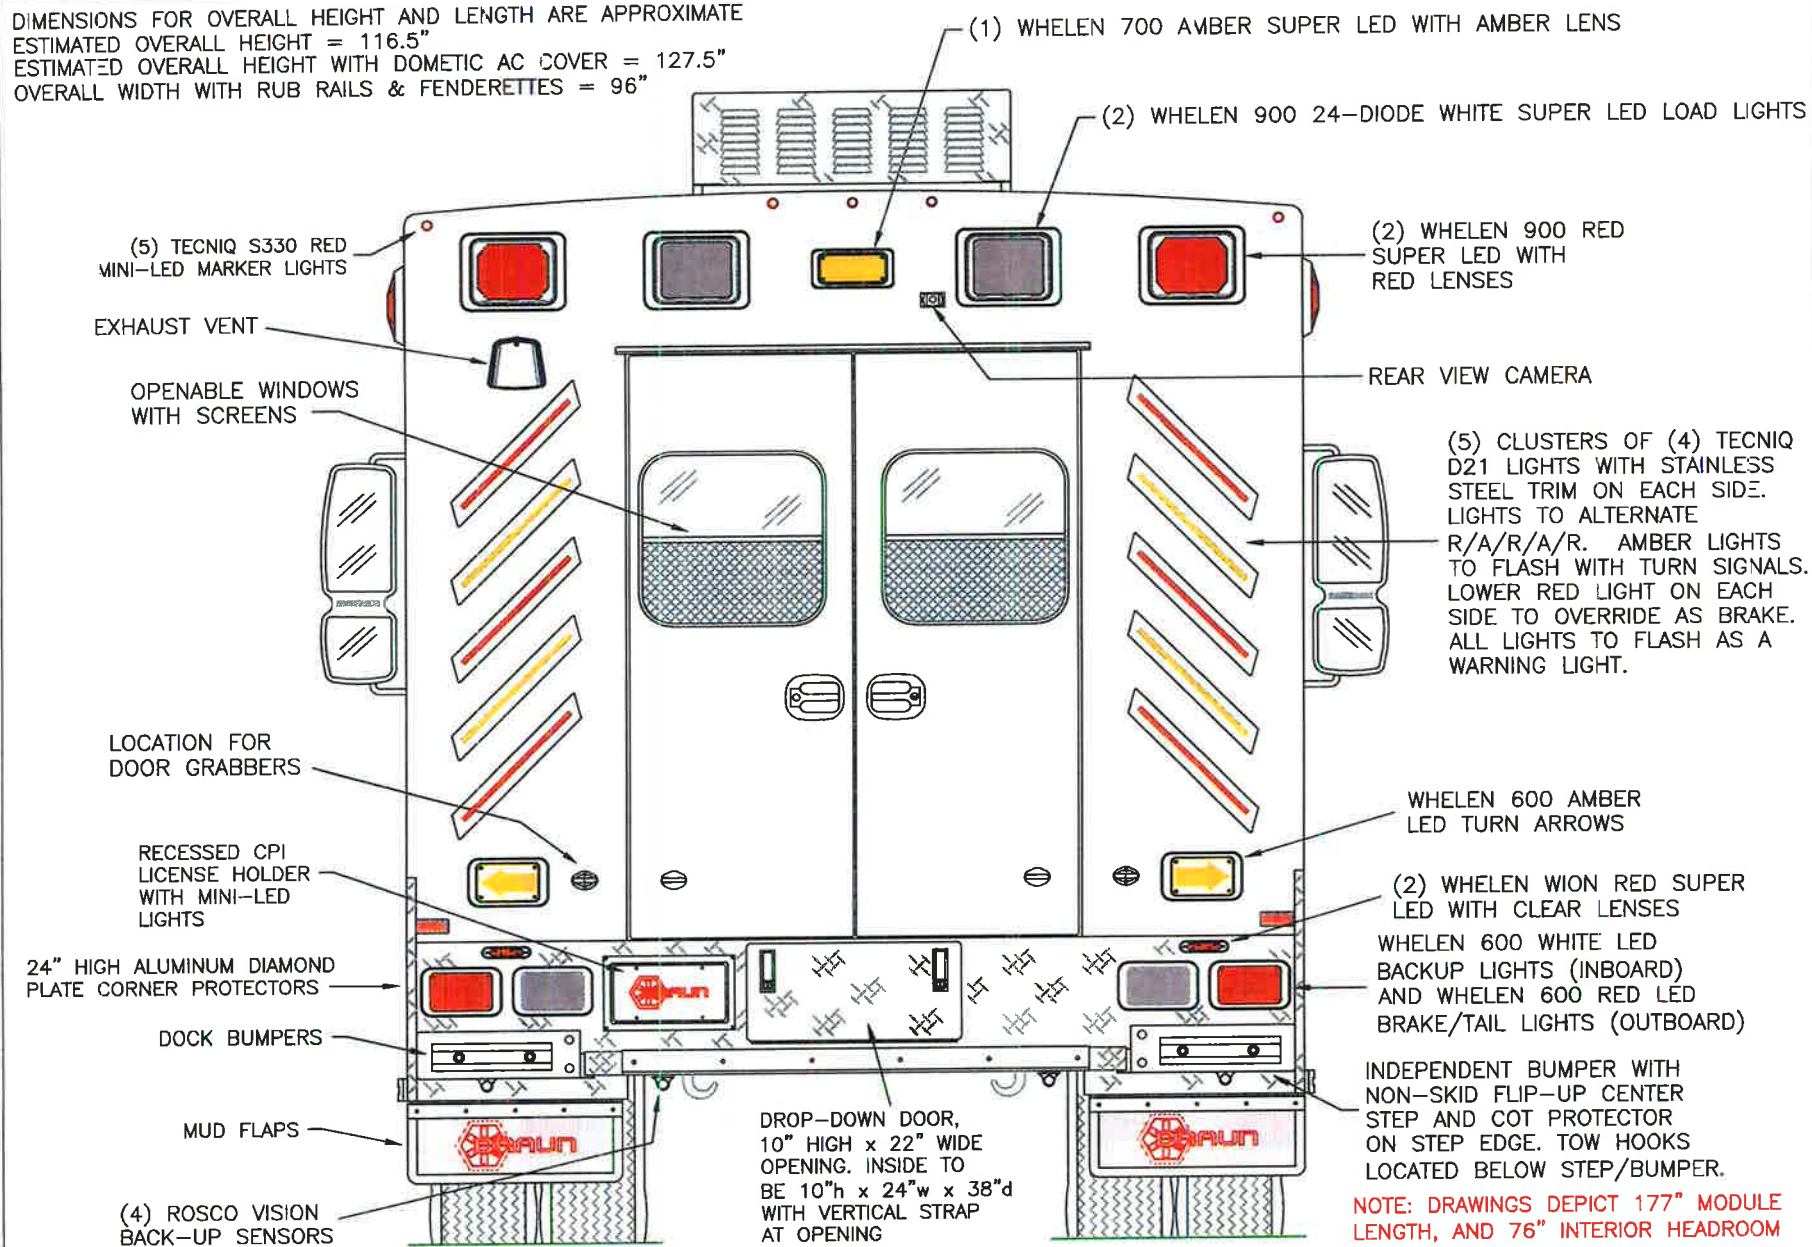 DIMENSIONS FOR OVERALL HEIGHT AND LENGTH ARE APPROXIMATE
ESTIMATED OVERALL HEIGHT = 116.5"
ESTIMATED OVERALL HEIGHT WITH DOMETIC AC COVER = 127.5"
OVERALL WIDTH WITH RUB RAILS & FENDERETTES = 96"
(1) WHELEN 700 AMBER SUPER LED WITH AMBER LENS
(2) WHELEN 900 24-DIODE WHITE SUPER LED LOAD LIGHTS
(5) TECNIQ S330 RED
MINI-LED MARKER LIGHTS
(2) WHELEN 900 RED
SUPER LED WITH
RED LENSES
EXHAUST VENT
OPENABLE WINDOWS
WITH SCREENS
REAR VIEW CAMERA
(5) CLUSTERS OF (4) TECNIQ
D21 LIGHTS WITH STAINLESS
STEEL TRIM ON EACH SIDE.
LIGHTS TO ALTERNATE
R/A/R/A/R. AMBER LIGHTS
TO FLASH WITH TURN SIGNALS.
LOWER RED LIGHT ON EACH
SIDE TO OVERRIDE AS BRAKE.
ALL LIGHTS TO FLASH AS A
WARNING LIGHT.
LOCATION FOR
DOOR GRABBERS
WHELEN 600 AMBER
LED TURN ARROWS
RECESSED CPI
LICENSE HOLDER
WITH MINI-LED
LIGHTS
(2) WHELEN WION RED SUPER
LED WITH CLEAR LENSES
24" HIGH ALUMINUM DIAMOND
PLATE CORNER PROTECTORS
WHELEN 600 WHITE LED
BACKUP LIGHTS (INBOARD)
AND WHELEN 600 RED LED
BRAKE/TAIL LIGHTS (OUTBOARD)
BRAUN
DOCK BUMPERS
INDEPENDENT BUMPER WITH
NON-SKID FLIP-UP CENTER
STEP AND COT PROTECTOR
ON STEP EDGE. TOW HOOKS
LOCATED BELOW STEP/BUMPER.
MUD FLAPS
BRAUN
BRAUN
DROP-DOWN DOOR,
10" HIGH x 22" WIDE
OPENING. INSIDE TO
BE 10"h x 24"w x 38"d
WITH VERTICAL STRAP
AT OPENING
(4) ROSCO VISION
BACK-UP SENSORS
NOTE: DRAWINGS DEPICT 177" MODULE
LENGTH, AND 76" INTERIOR HEADROOM